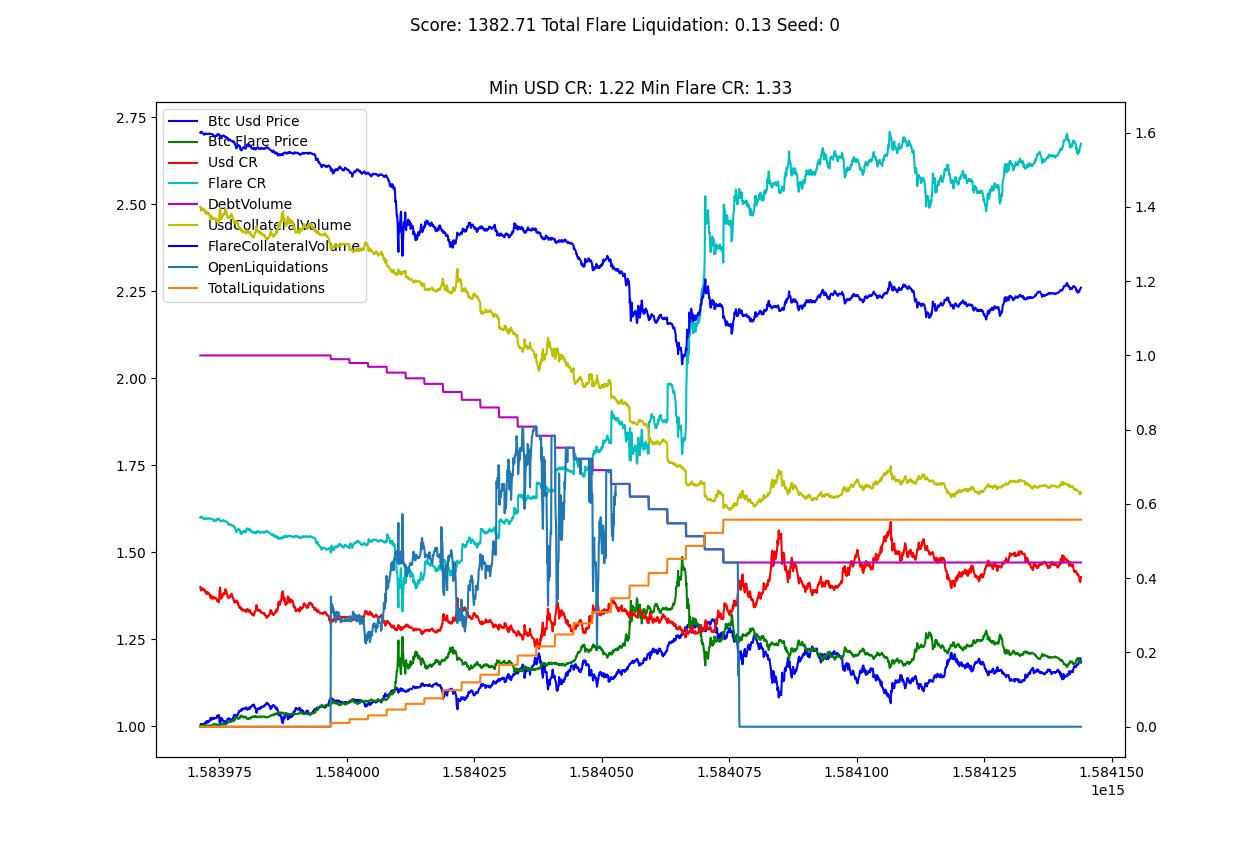 Score: 1382.71 Total Flare Liquidation: 0.13 Seed: 0
Min USD CR: 1.22 Min Flare CR: 1.33
Btc Usd Price
Btc Flare Price
Usd CR
Flare CR
DebtVolume
UsdCollateralVolume
FlareCollateralVolume
OpenLiquidations
TotalLiquidations
2.75
2.50
2.25
2.00
1.75
1.50
1.25
1.00
1.6
1.4
1.2
1.0
0.8
0.6
0.4
0.2
0.0
1.583975 1.584000 1.584025 1.584050 1.584075 1.584100 1.584125 1.584150
1e15